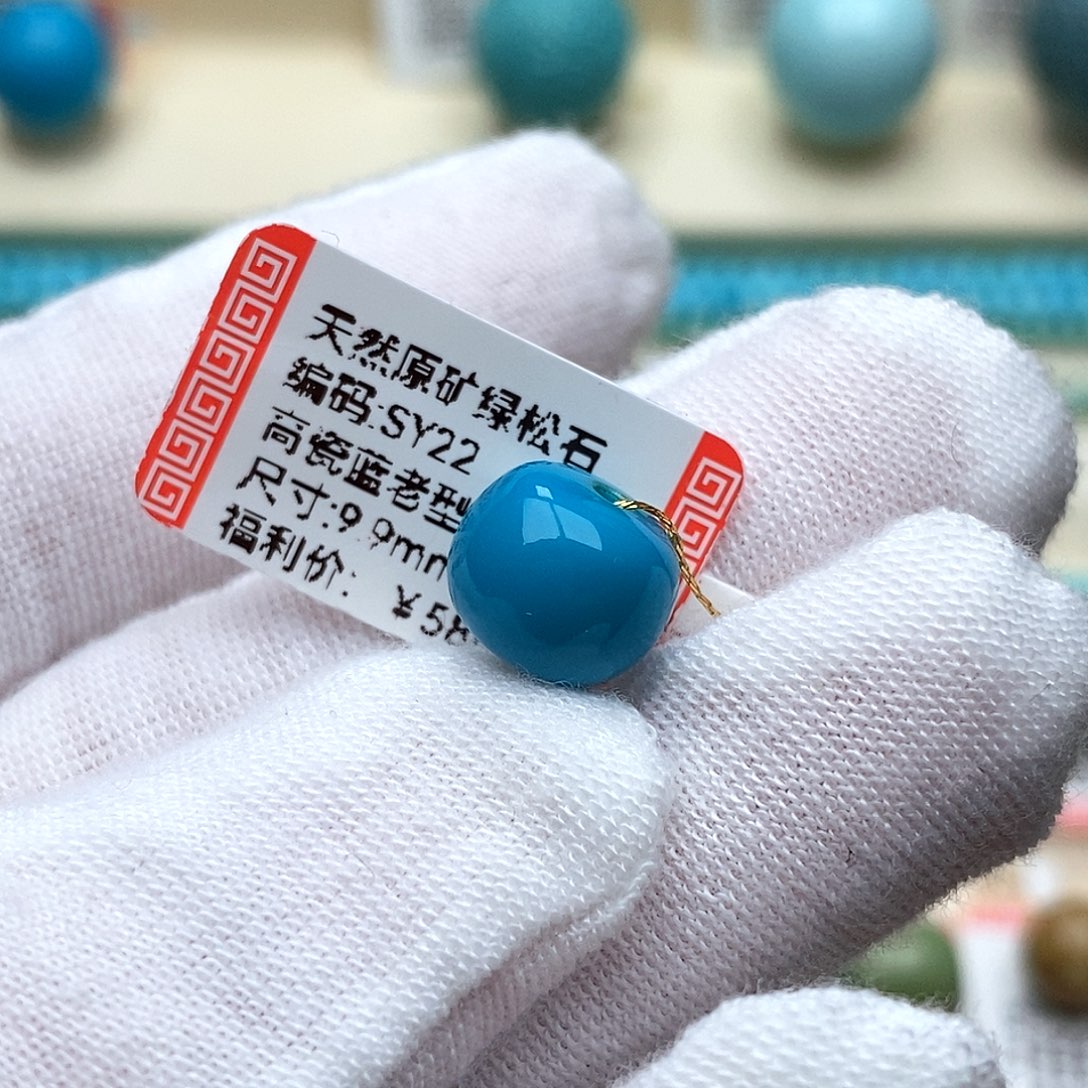 天然原矿绿松石
编码:SY22
高瓷蓝老型
尺寸:9.9mm
福利价: ¥58